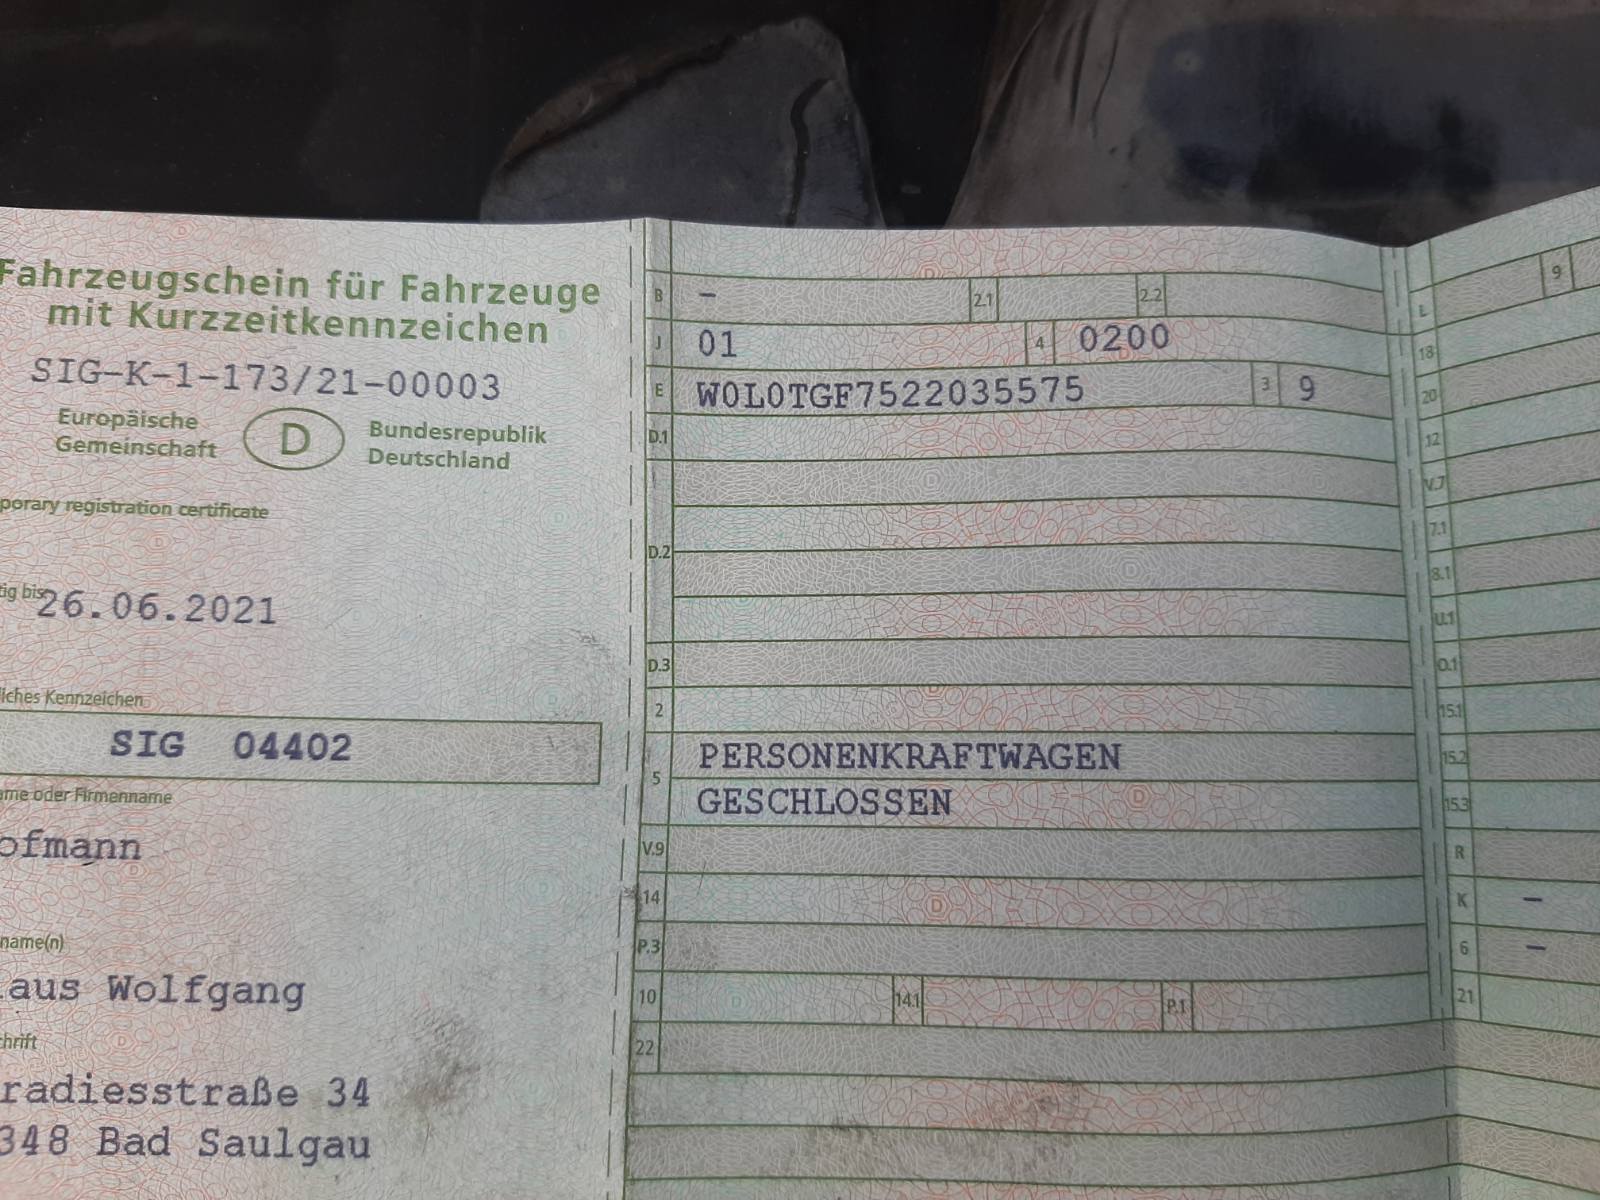 Fahrzeugschein für Fahrzeuge
mit Kurzzeitkennzeichen
SIG-K-1-173/21-00003
Europäische
Gemeinschaft
D
Bundesrepublik
Deutschland
porary registration certificate
tig bis
26.06.2021
liches Kennzeichen
SIG 04402
ame oder Firmenname
ofmann
name(n)
laus Wolfgang
chrift
radiesstraße 34
348 Bad Saulgau
B – 2.1 2.2
J 01 4 0200
E W0L0TGF7522035575 3 9
D.1
D.2
D.3
2
5 PERSONENKRAFTWAGEN
GESCHLOSSEN
V.9
14
P.3
10 14.1 P.1
22
L 9
18
20
12
V.7
7.1
8.1
U.1
O.1
15.1
15.2
15.3
R
K –
6 –
21